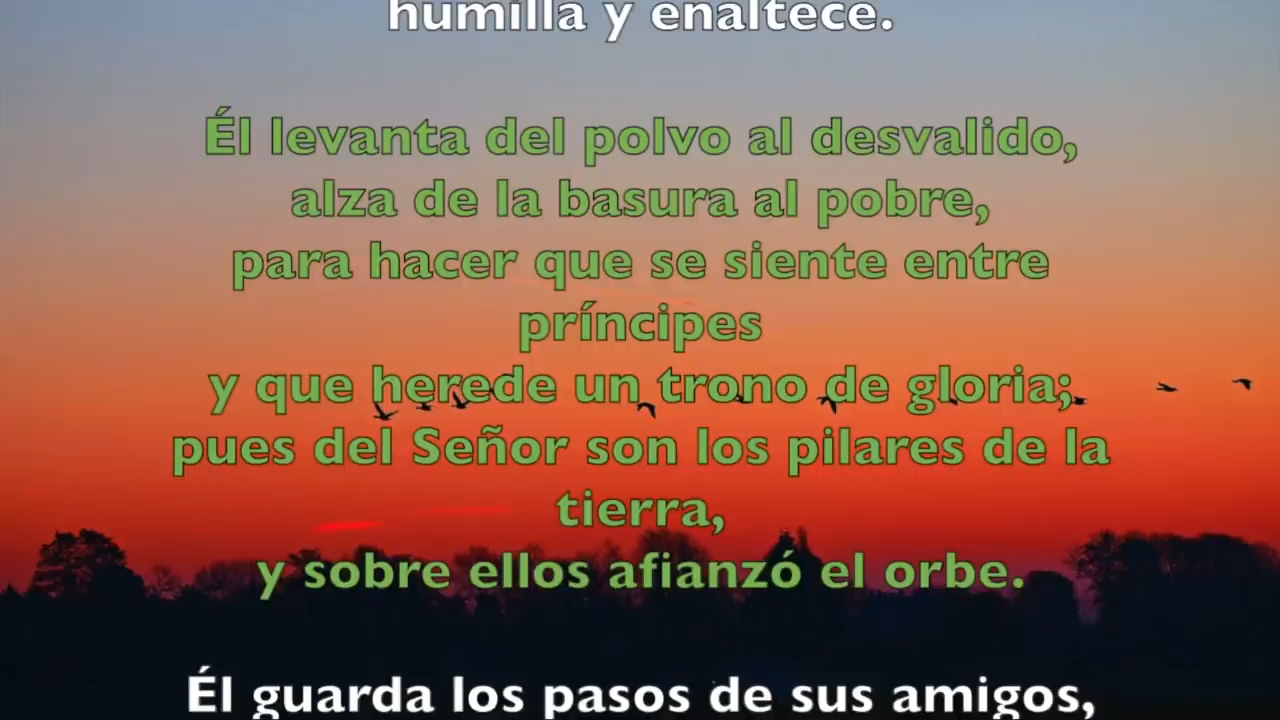 humilla y enaltece.
Él levanta del polvo al desvalido,
alza de la basura al pobre,
para hacer que se siente entre
príncipes
y que herede un trono de gloria;
pues del Señor son los pilares de la
tierra,
y sobre ellos afianzó el orbe.
Él guarda los pasos de sus amigos,